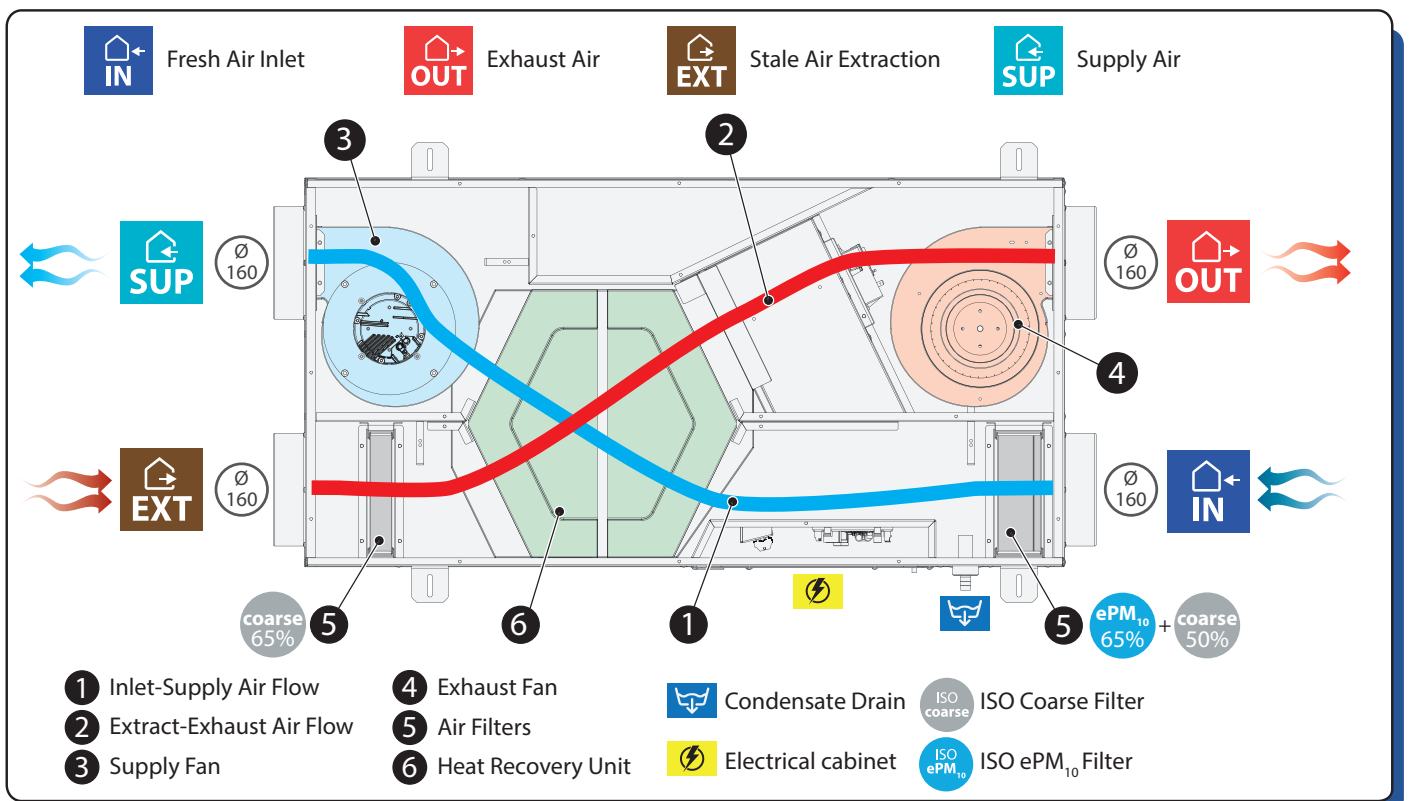 IN Fresh Air Inlet
OUT Exhaust Air
EXT Stale Air Extraction
SUP Supply Air
3
2
SUP
Ø
160
Ø
160
OUT
4
EXT
Ø
160
Ø
160
IN
coarse
65%
5
6
1
5
ePM10
65%
+
coarse
50%
1 Inlet-Supply Air Flow
2 Extract-Exhaust Air Flow
3 Supply Fan
4 Exhaust Fan
5 Air Filters
6 Heat Recovery Unit
Condensate Drain
Electrical cabinet
ISO
coarse
ISO Coarse Filter
ISO
ePM10
ISO ePM10 Filter